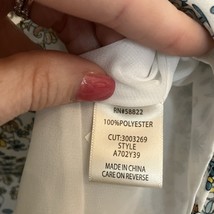 RN#58822
100%POLYESTER
CUT:3003269
STYLE
A702Y39
MADE IN CHINA
CARE ON REVERSE